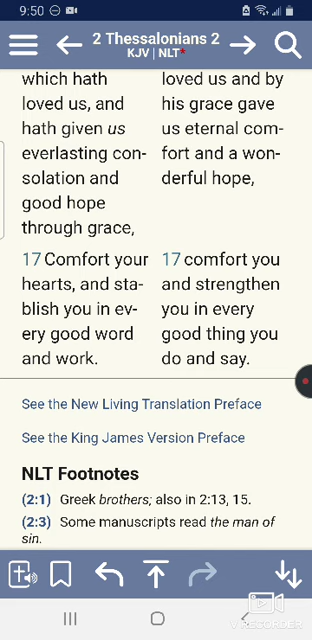 9:50
2 Thessalonians 2
KJV | NLT*
which hath
loved us, and
hath given us
everlasting con-
solation and
good hope
through grace,
17 Comfort your
hearts, and sta-
blish you in ev-
ery good word
and work.
loved us and by
his grace gave
us eternal com-
fort and a won-
derful hope,
17 comfort you
and strengthen
you in every
good thing you
do and say.
See the New Living Translation Preface
See the King James Version Preface
NLT Footnotes
(2:1) Greek brothers; also in 2:13, 15.
(2:3) Some manuscripts read the man of
sin.
V RECORDER